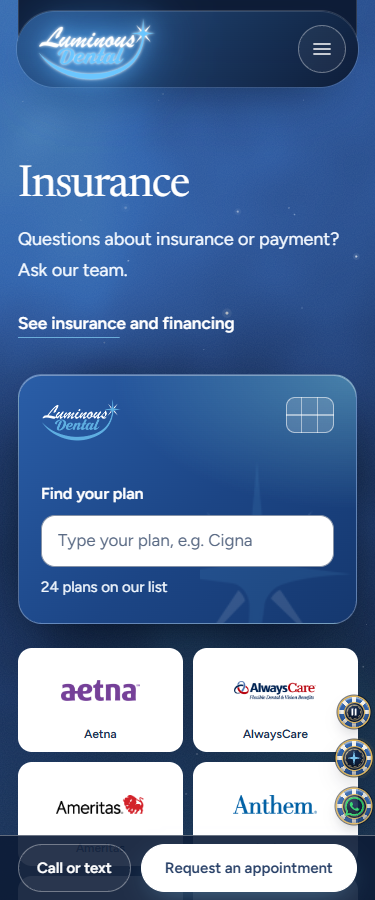 Luminous
Dental
Insurance
Questions about insurance or payment?
Ask our team.
See insurance and financing
Luminous
Dental
Find your plan
Type your plan, e.g. Cigna
24 plans on our list
aetna™
AlwaysCare
Flexible Dental & Vision Benefits
Aetna
AlwaysCare
Ameritas
Anthem
Ameritas
Call or text
Request an appointment